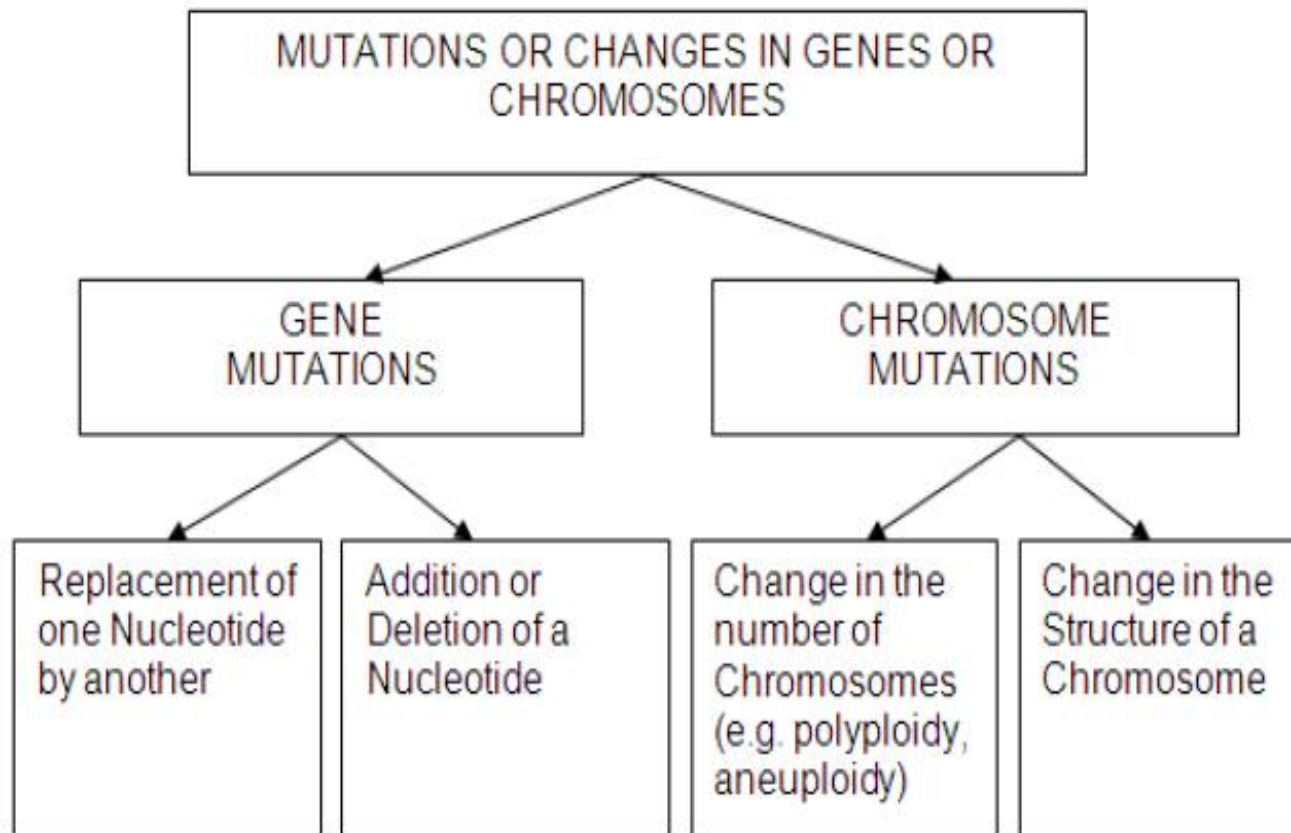 MUTATIONS OR CHANGES IN GENES OR
CHROMOSOMES
GENE
MUTATIONS
CHROMOSOME
MUTATIONS
Replacement of
one Nucleotide
by another
Addition or
Deletion of a
Nucleotide
Change in the
number of
Chromosomes
(e.g. polyploidy,
aneuploidy)
Change in the
Structure of a
Chromosome